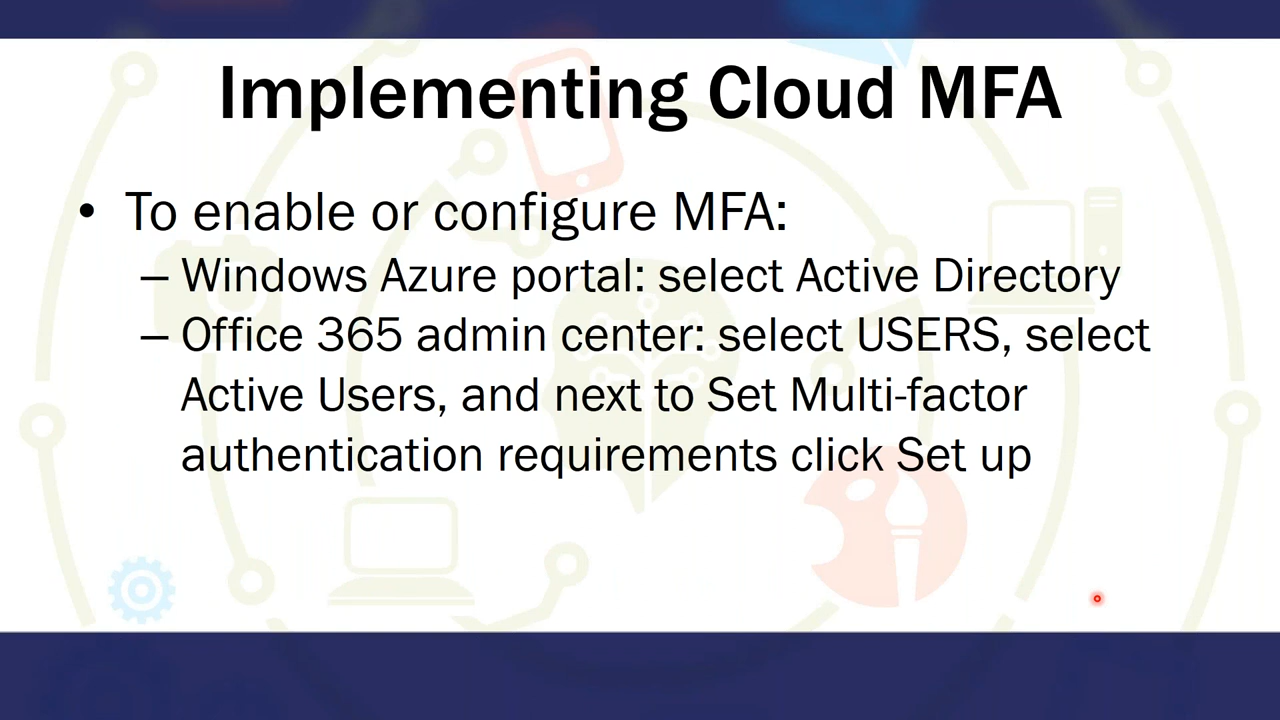 Implementing Cloud MFA
• To enable or configure MFA:
– Windows Azure portal: select Active Directory
– Office 365 admin center: select USERS, select
Active Users, and next to Set Multi-factor
authentication requirements click Set up